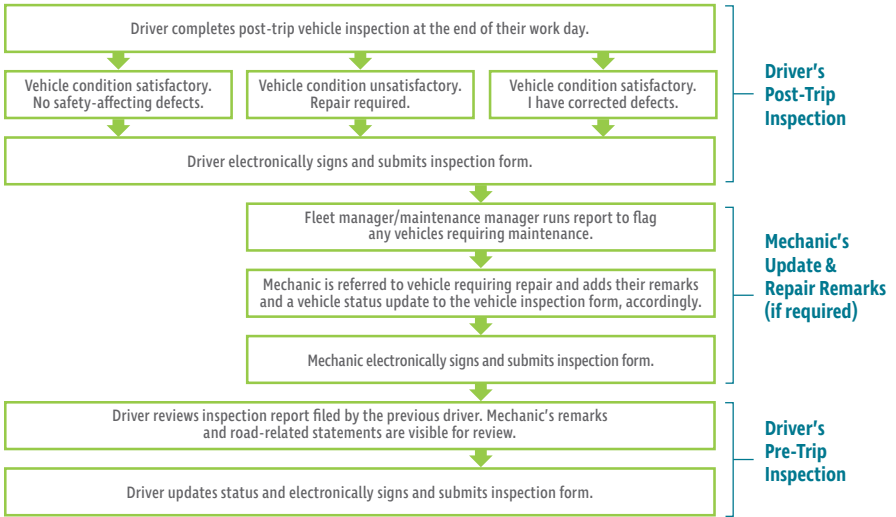 Driver completes post-trip vehicle inspection at the end of their work day.
Vehicle condition satisfactory.
No safety-affecting defects.
Vehicle condition unsatisfactory.
Repair required.
Vehicle condition satisfactory.
I have corrected defects.
Driver electronically signs and submits inspection form.
Driver's
Post-Trip
Inspection
Fleet manager/maintenance manager runs report to flag
any vehicles requiring maintenance.
Mechanic is referred to vehicle requiring repair and adds their remarks
and a vehicle status update to the vehicle inspection form, accordingly.
Mechanic electronically signs and submits inspection form.
Mechanic's
Update &
Repair Remarks
(if required)
Driver reviews inspection report filed by the previous driver. Mechanic's remarks
and road-related statements are visible for review.
Driver updates status and electronically signs and submits inspection form.
Driver's
Pre-Trip
Inspection